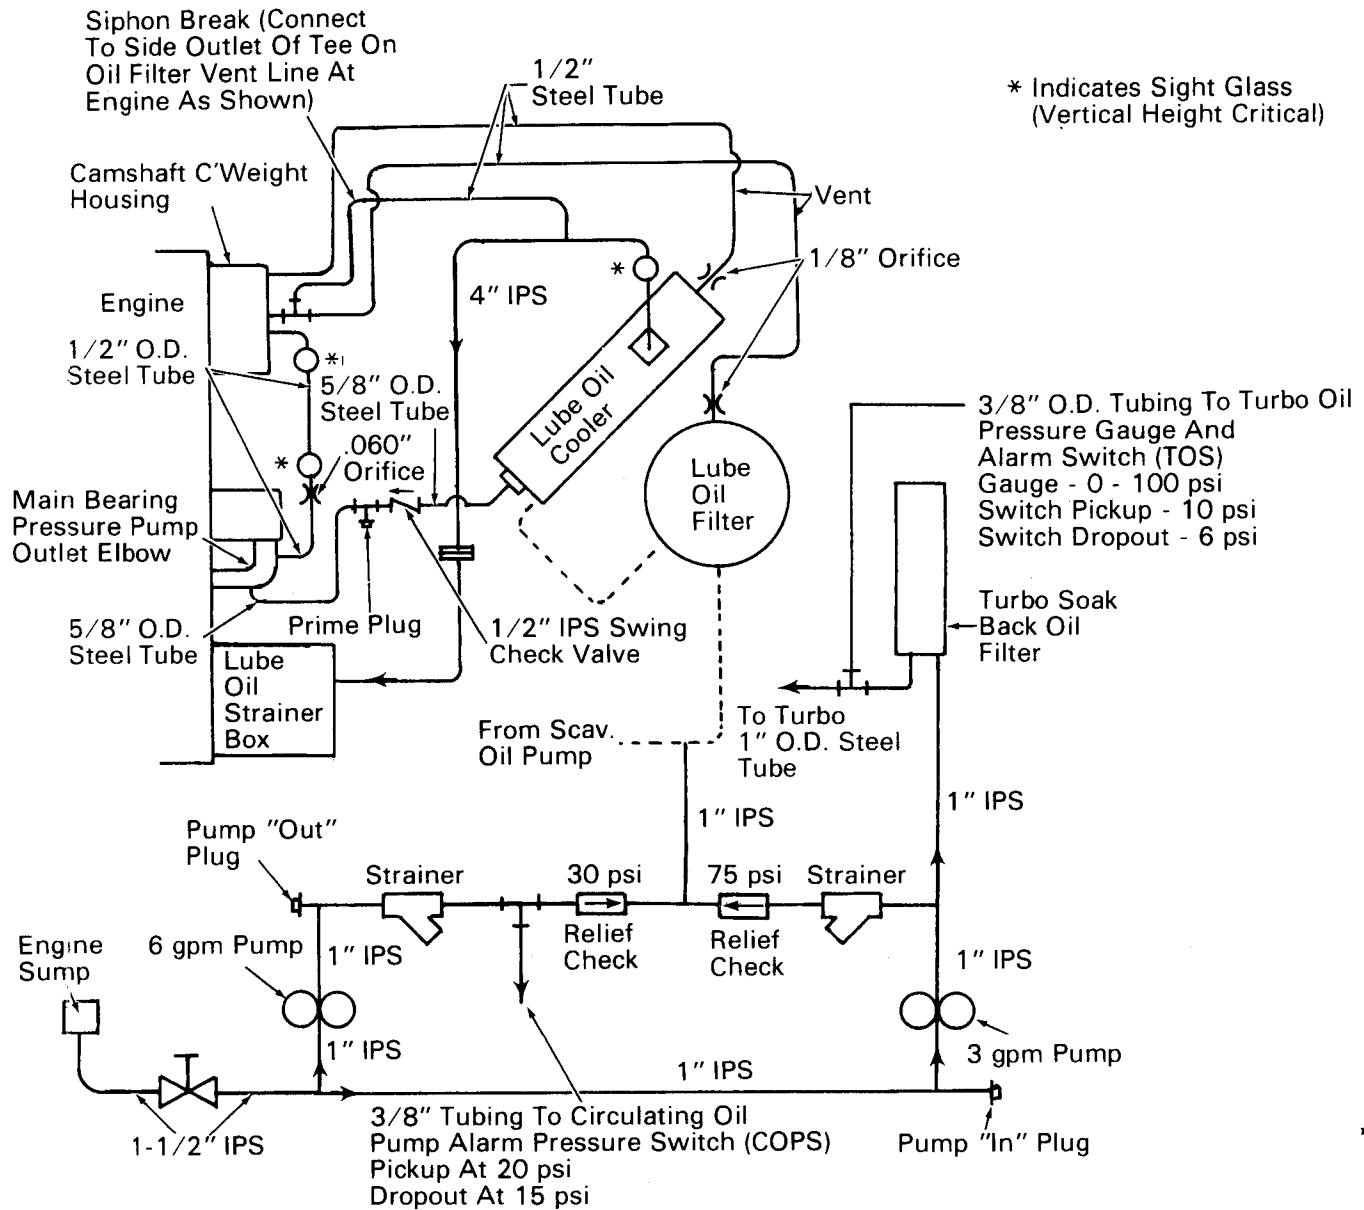 Siphon Break (Connect
To Side Outlet Of Tee On
Oil Filter Vent Line At
Engine As Shown)
1/2"
Steel Tube
* Indicates Sight Glass
(Vertical Height Critical)
Camshaft C'Weight
Housing
Vent
1/8" Orifice
*
4" IPS
Engine
1/2" O.D.
Steel Tube
*
5/8" O.D.
Steel Tube
.060"
Orifice
*
Lube Oil
Cooler
Lube
Oil
Filter
3/8" O.D. Tubing To Turbo Oil
Pressure Gauge And
Alarm Switch (TOS)
Gauge - 0 - 100 psi
Switch Pickup - 10 psi
Switch Dropout - 6 psi
Main Bearing
Pressure Pump
Outlet Elbow
5/8" O.D.
Steel Tube
Prime Plug
1/2" IPS Swing
Check Valve
Turbo Soak
Back Oil
Filter
Lube
Oil
Strainer
Box
From Scav.
Oil Pump
To Turbo
1" O.D. Steel
Tube
1" IPS
1" IPS
Pump "Out"
Plug
Strainer
30 psi
75 psi
Strainer
Relief
Check
Relief
Check
Engine
Sump
6 gpm Pump
1" IPS
1" IPS
1" IPS
3 gpm Pump
1" IPS
1-1/2" IPS
3/8" Tubing To Circulating Oil
Pump Alarm Pressure Switch (COPS)
Pickup At 20 psi
Dropout At 15 psi
Pump "In" Plug